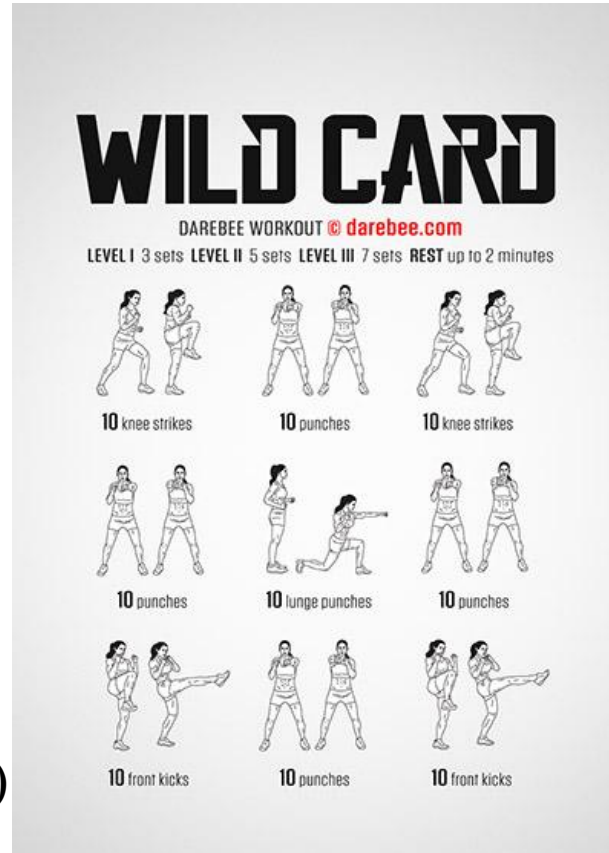 WILD CARD
DAREBEE WORKOUT © darebee.com
LEVEL I 3 sets LEVEL II 5 sets LEVEL III 7 sets REST up to 2 minutes
10 knee strikes 10 punches 10 knee strikes
10 punches 10 lunge punches 10 punches
)
10 front kicks 10 punches 10 front kicks